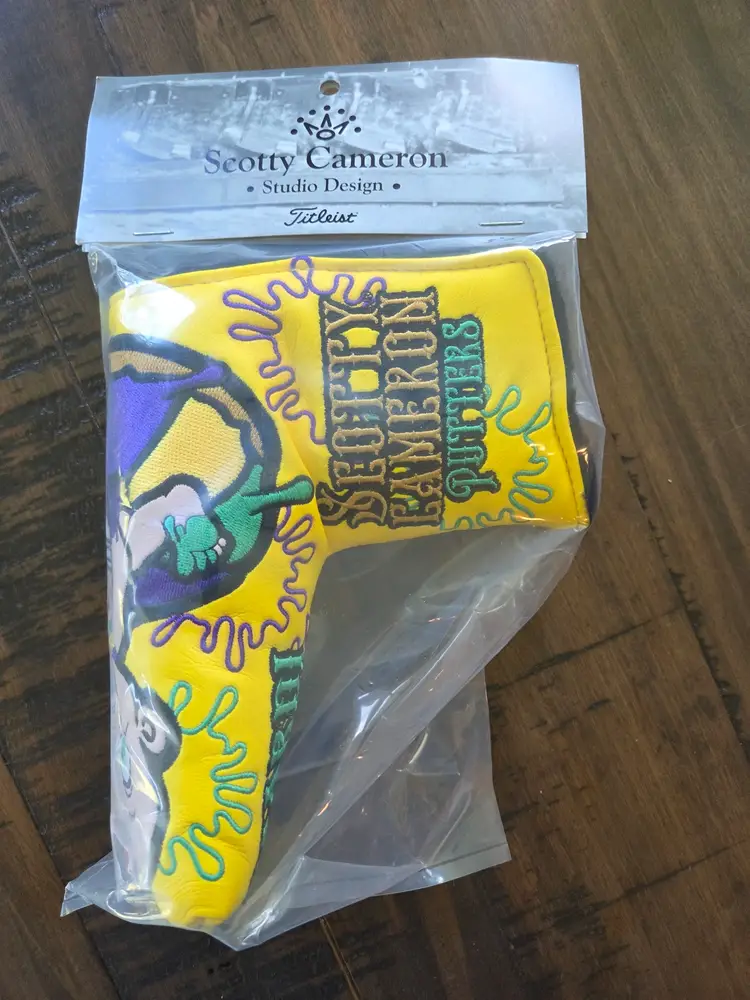 Scotty Cameron
• Studio Design •
Titleist
SCOTTY
CAMERON
PUTTERS